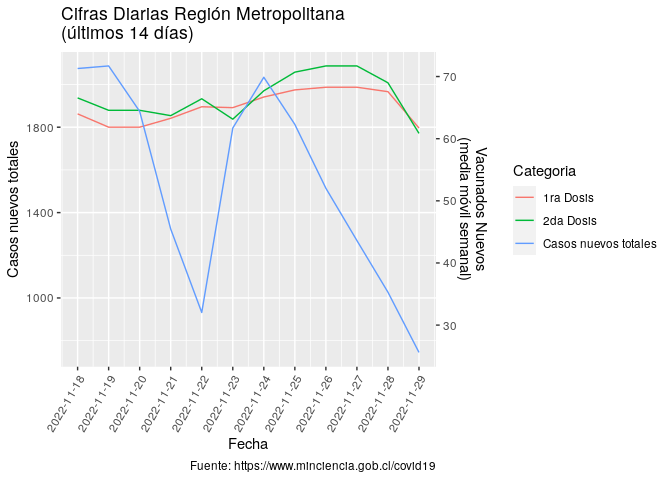 Cifras Diarias Región Metropolitana
(últimos 14 días)
Casos nuevos totales
1800
1400
1000
70
60
50
40
30
Vacunados Nuevos
(media móvil semanal)
2022-11-18
2022-11-19
2022-11-20
2022-11-21
2022-11-22
2022-11-23
2022-11-24
2022-11-25
2022-11-26
2022-11-27
2022-11-28
2022-11-29
Fecha
Categoria
1ra Dosis
2da Dosis
Casos nuevos totales
Fuente: https://www.minciencia.gob.cl/covid19